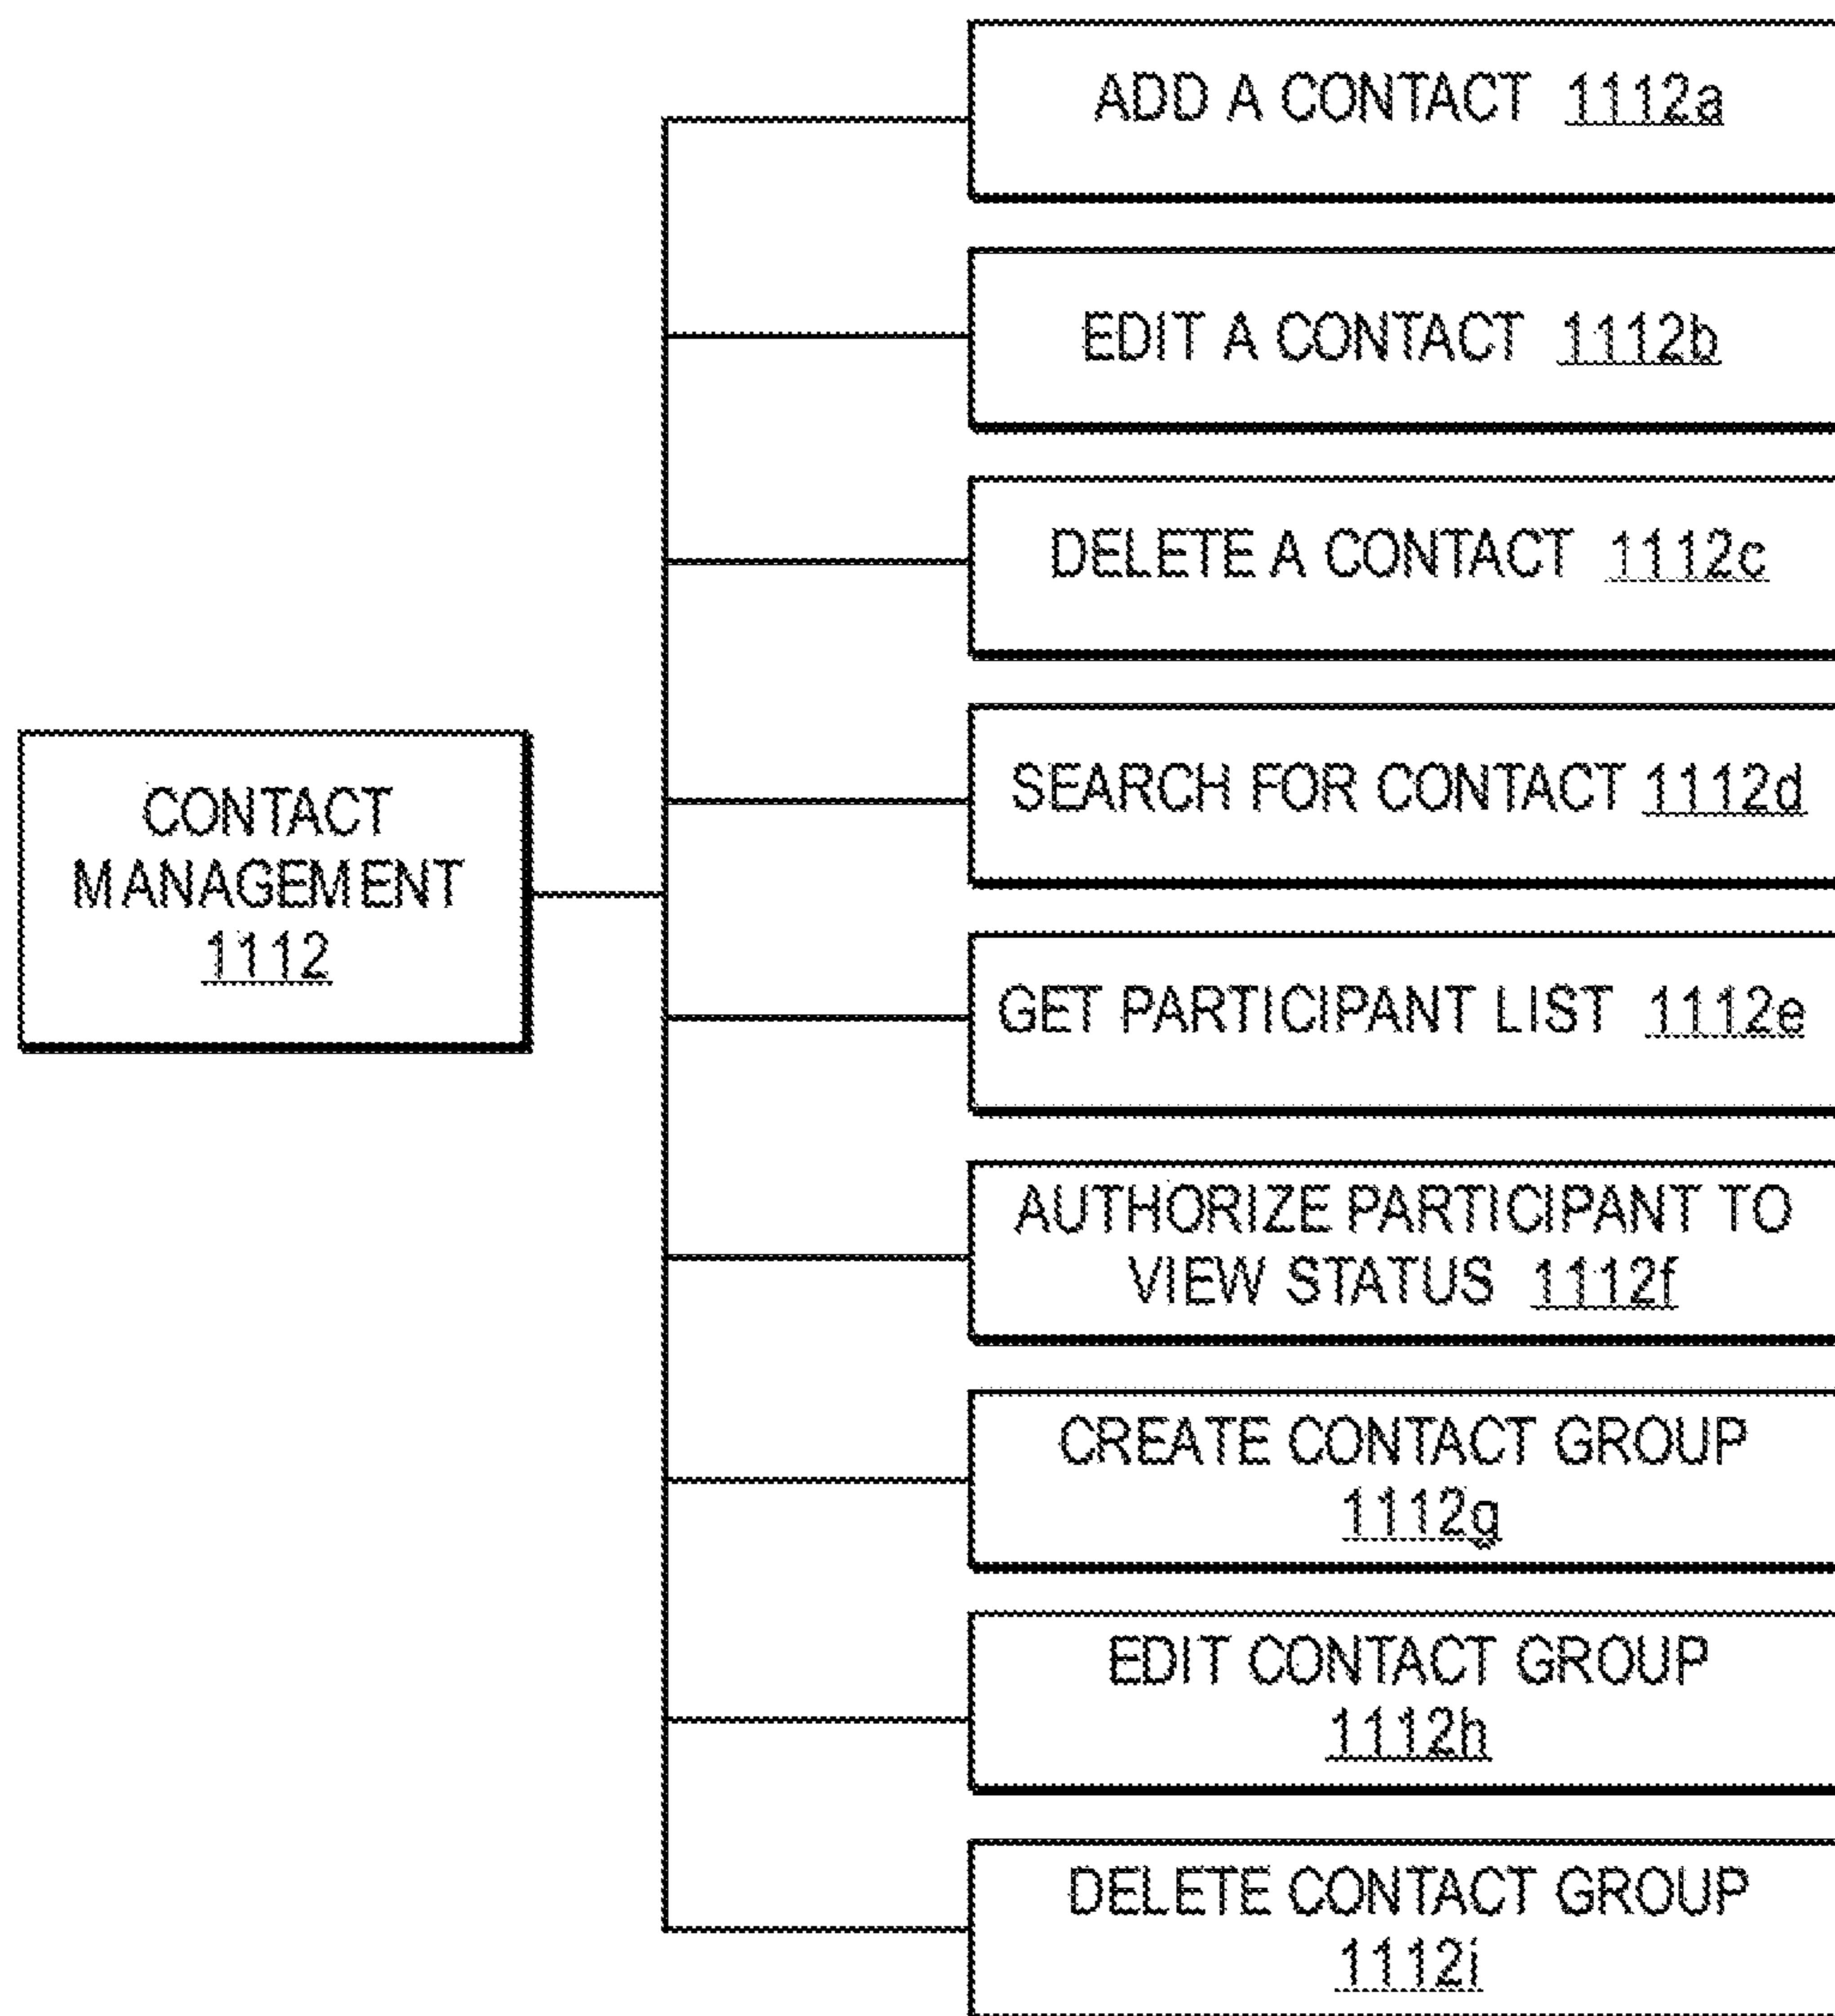 ADD A CONTACT 1112a
EDIT A CONTACT 1112b
DELETE A CONTACT 1112c
SEARCH FOR CONTACT 1112d
CONTACT
MANAGEMENT
1112
GET PARTICIPANT LIST 1112e
AUTHORIZE PARTICIPANT TO
VIEW STATUS 1112f
CREATE CONTACT GROUP
1112g
EDIT CONTACT GROUP
1112h
DELETE CONTACT GROUP
1112i